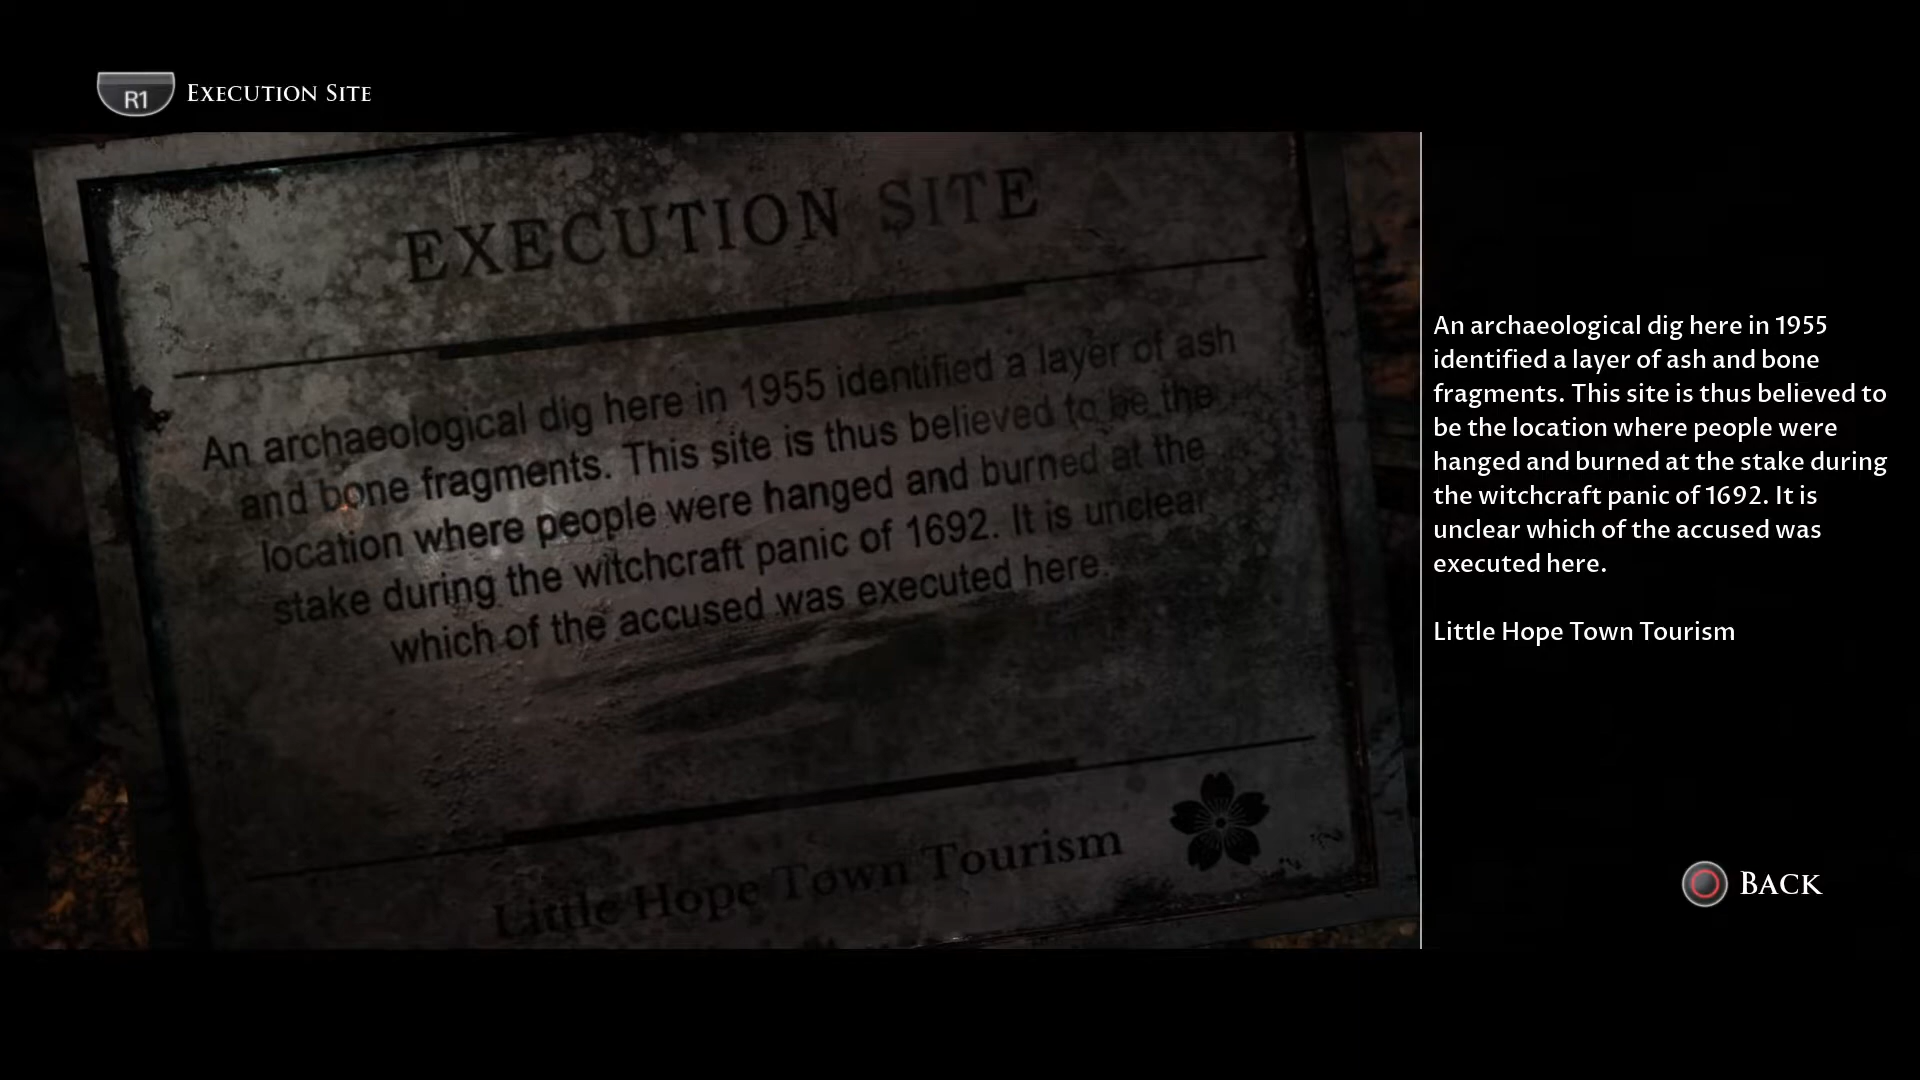 R1 Execution Site
EXECUTION SITE
An archaeological dig here in 1955 identified a layer of ash
and bone fragments. This site is thus believed to be the
location where people were hanged and burned at the
stake during the witchcraft panic of 1692. It is unclear
which of the accused was executed here.
Little Hope Town Tourism
An archaeological dig here in 1955
identified a layer of ash and bone
fragments. This site is thus believed to
be the location where people were
hanged and burned at the stake during
the witchcraft panic of 1692. It is
unclear which of the accused was
executed here.
Little Hope Town Tourism
Back